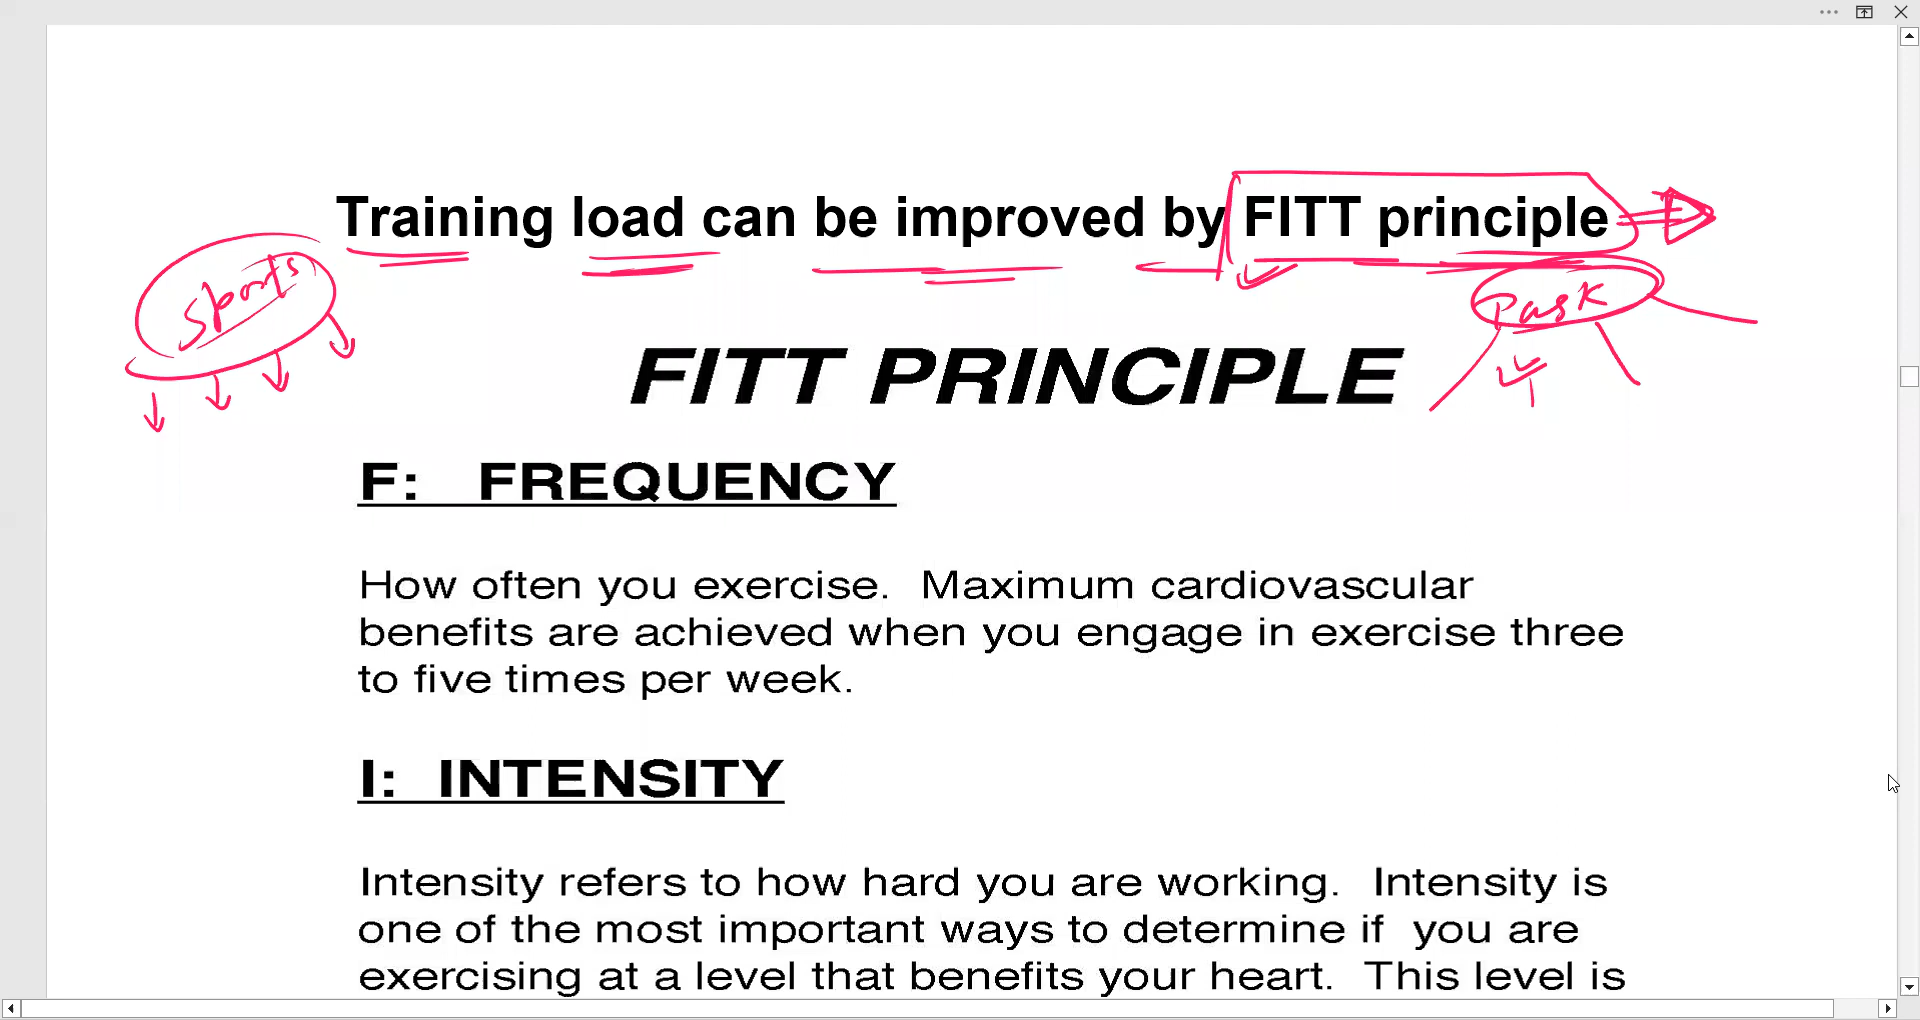 Training load can be improved by FITT principle
Sports
Park
FITT PRINCIPLE
F: FREQUENCY
How often you exercise. Maximum cardiovascular
benefits are achieved when you engage in exercise three
to five times per week.
I: INTENSITY
Intensity refers to how hard you are working. Intensity is
one of the most important ways to determine if you are
exercising at a level that benefits your heart. This level is